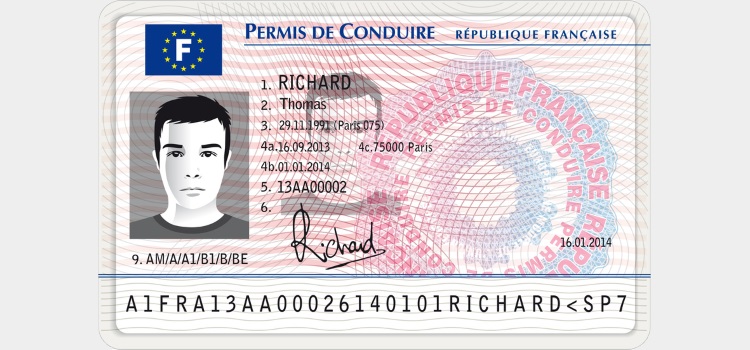 F
PERMIS DE CONDUIRE RÉPUBLIQUE FRANÇAISE
1. RICHARD
2. Thomas
3. 29.11.1991 (Paris 075)
4a.16.09.2013 4c.75000 Paris
4b.01.01.2014
5. 13AA00002
6.
Richard
RÉPUBLIQUE FRANÇAISE
PERMIS DE CONDUIRE
16.01.2014
9. AM/A/A1/B1/B/BE
A1FRA13AA00026140101RICHARD<SP7